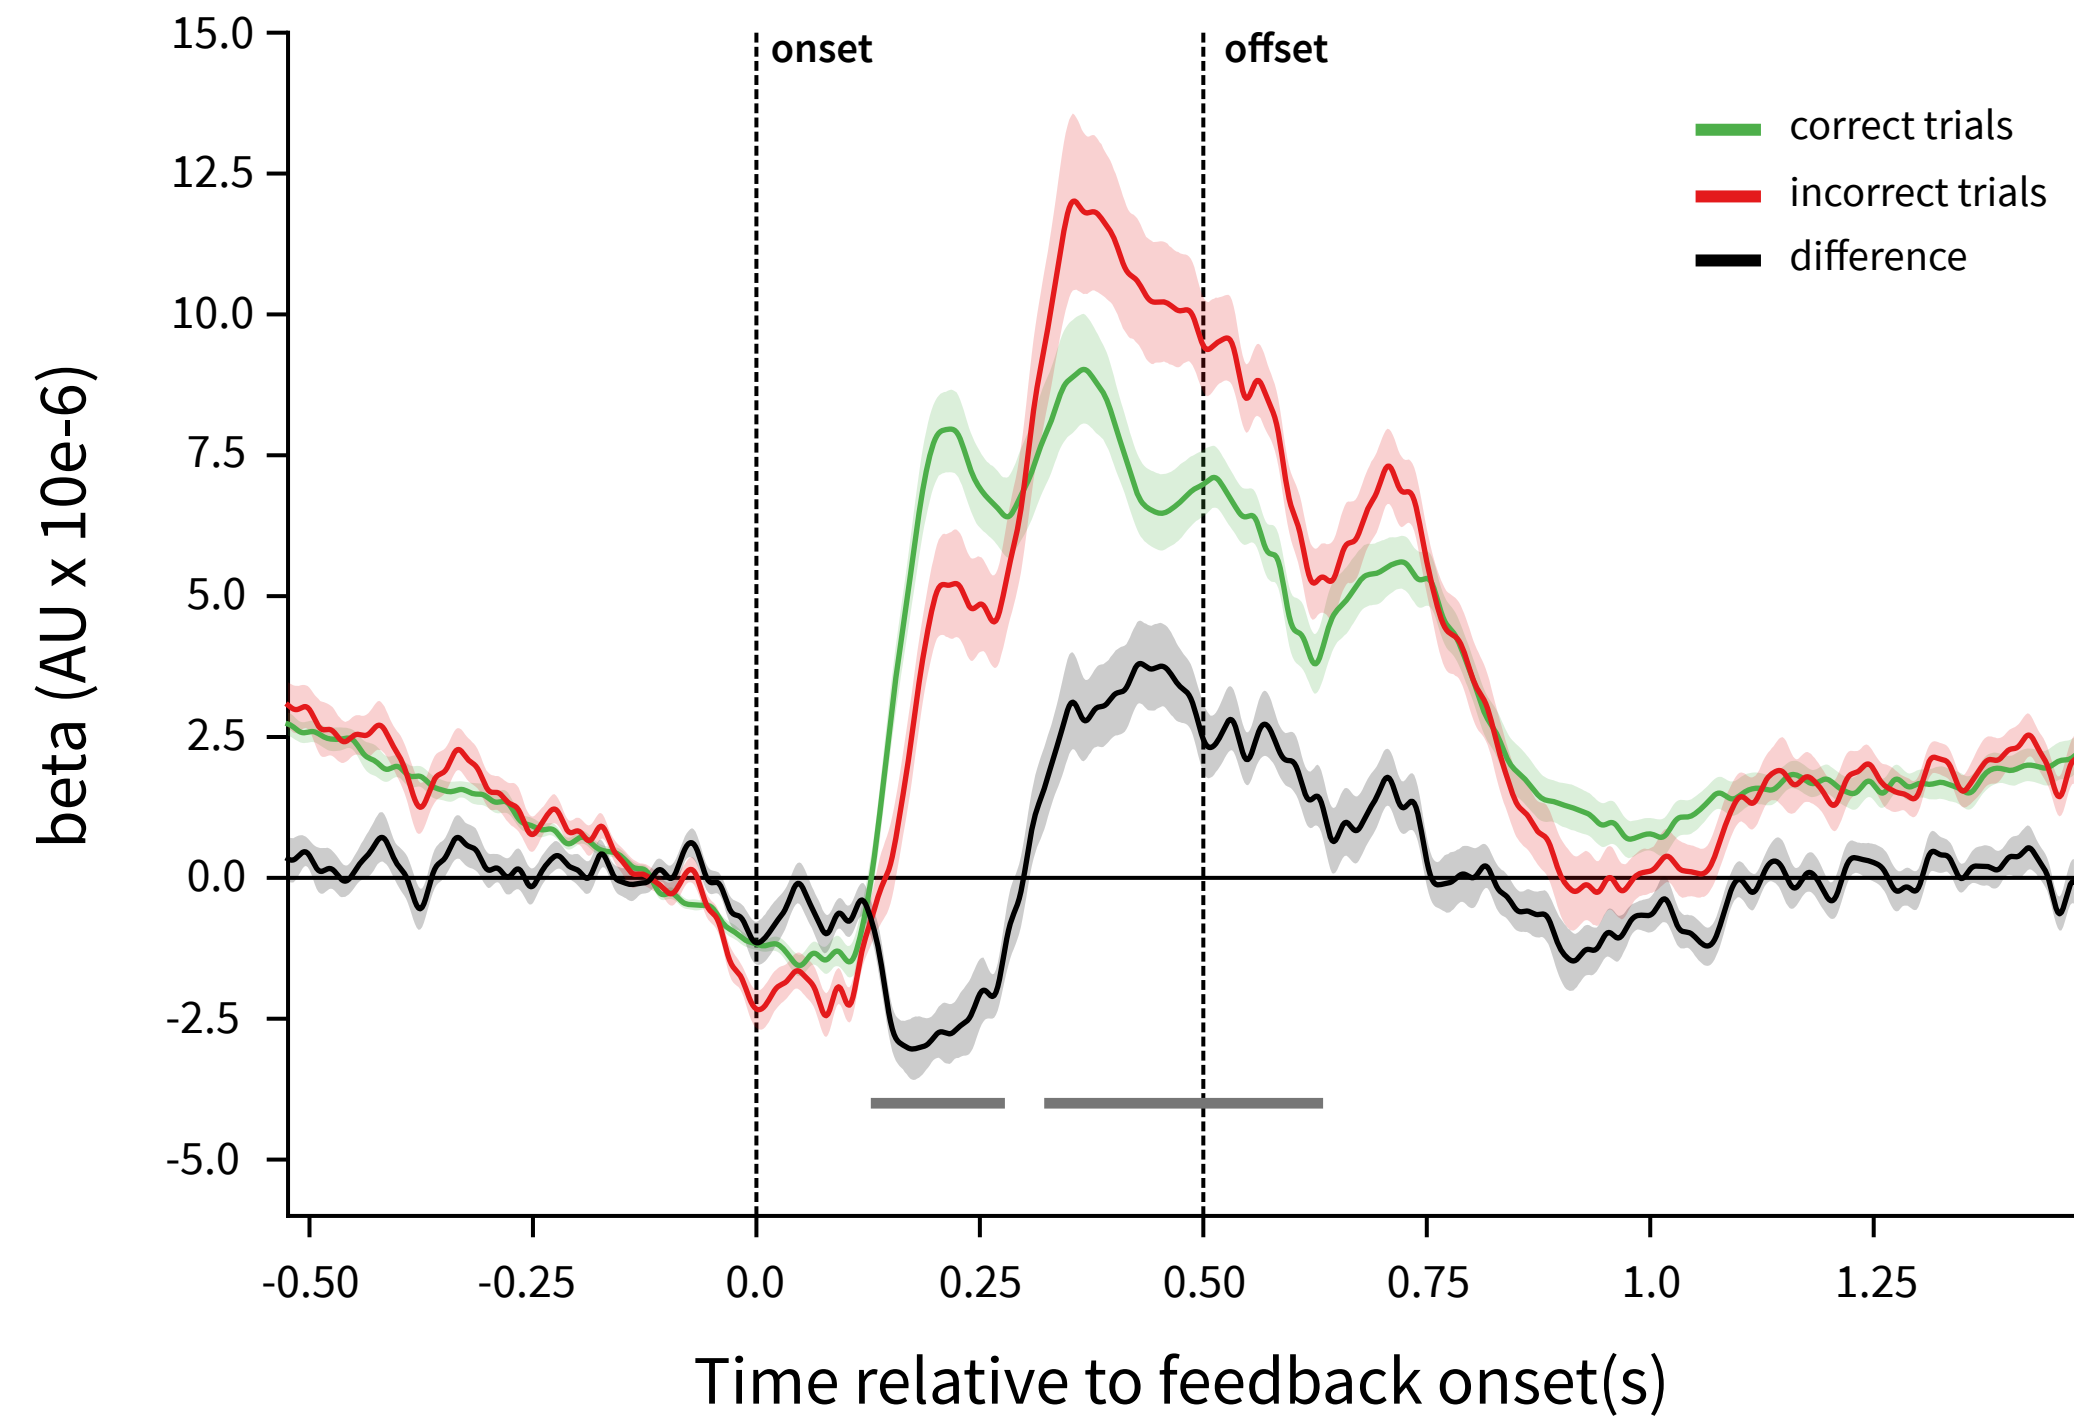 15.0
12.5
10.0
7.5
5.0
2.5
0.0
-2.5
-5.0
beta (AU x 10e-6)
onset
offset
correct trials
incorrect trials
difference
-0.50 -0.25 0.0 0.25 0.50 0.75 1.0 1.25
Time relative to feedback onset(s)